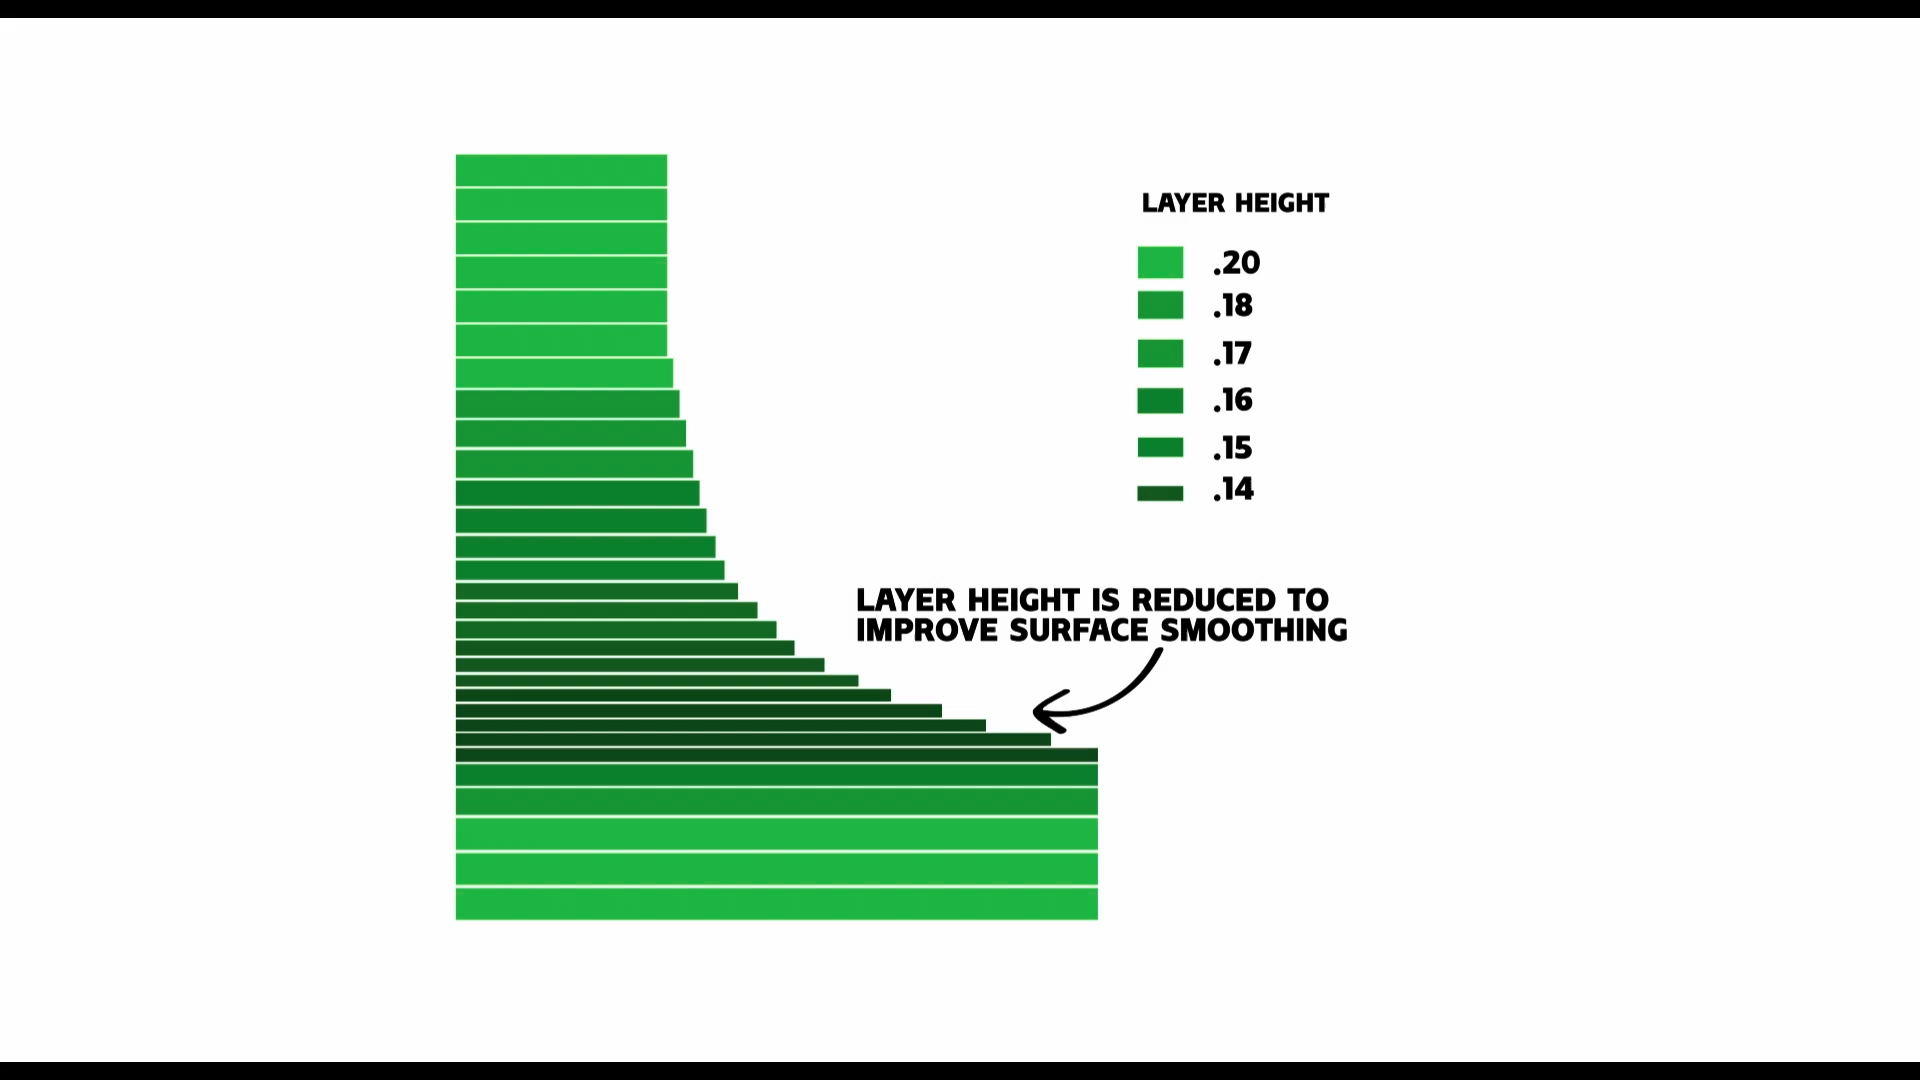 LAYER HEIGHT
.20
.18
.17
.16
.15
.14
LAYER HEIGHT IS REDUCED TO
IMPROVE SURFACE SMOOTHING